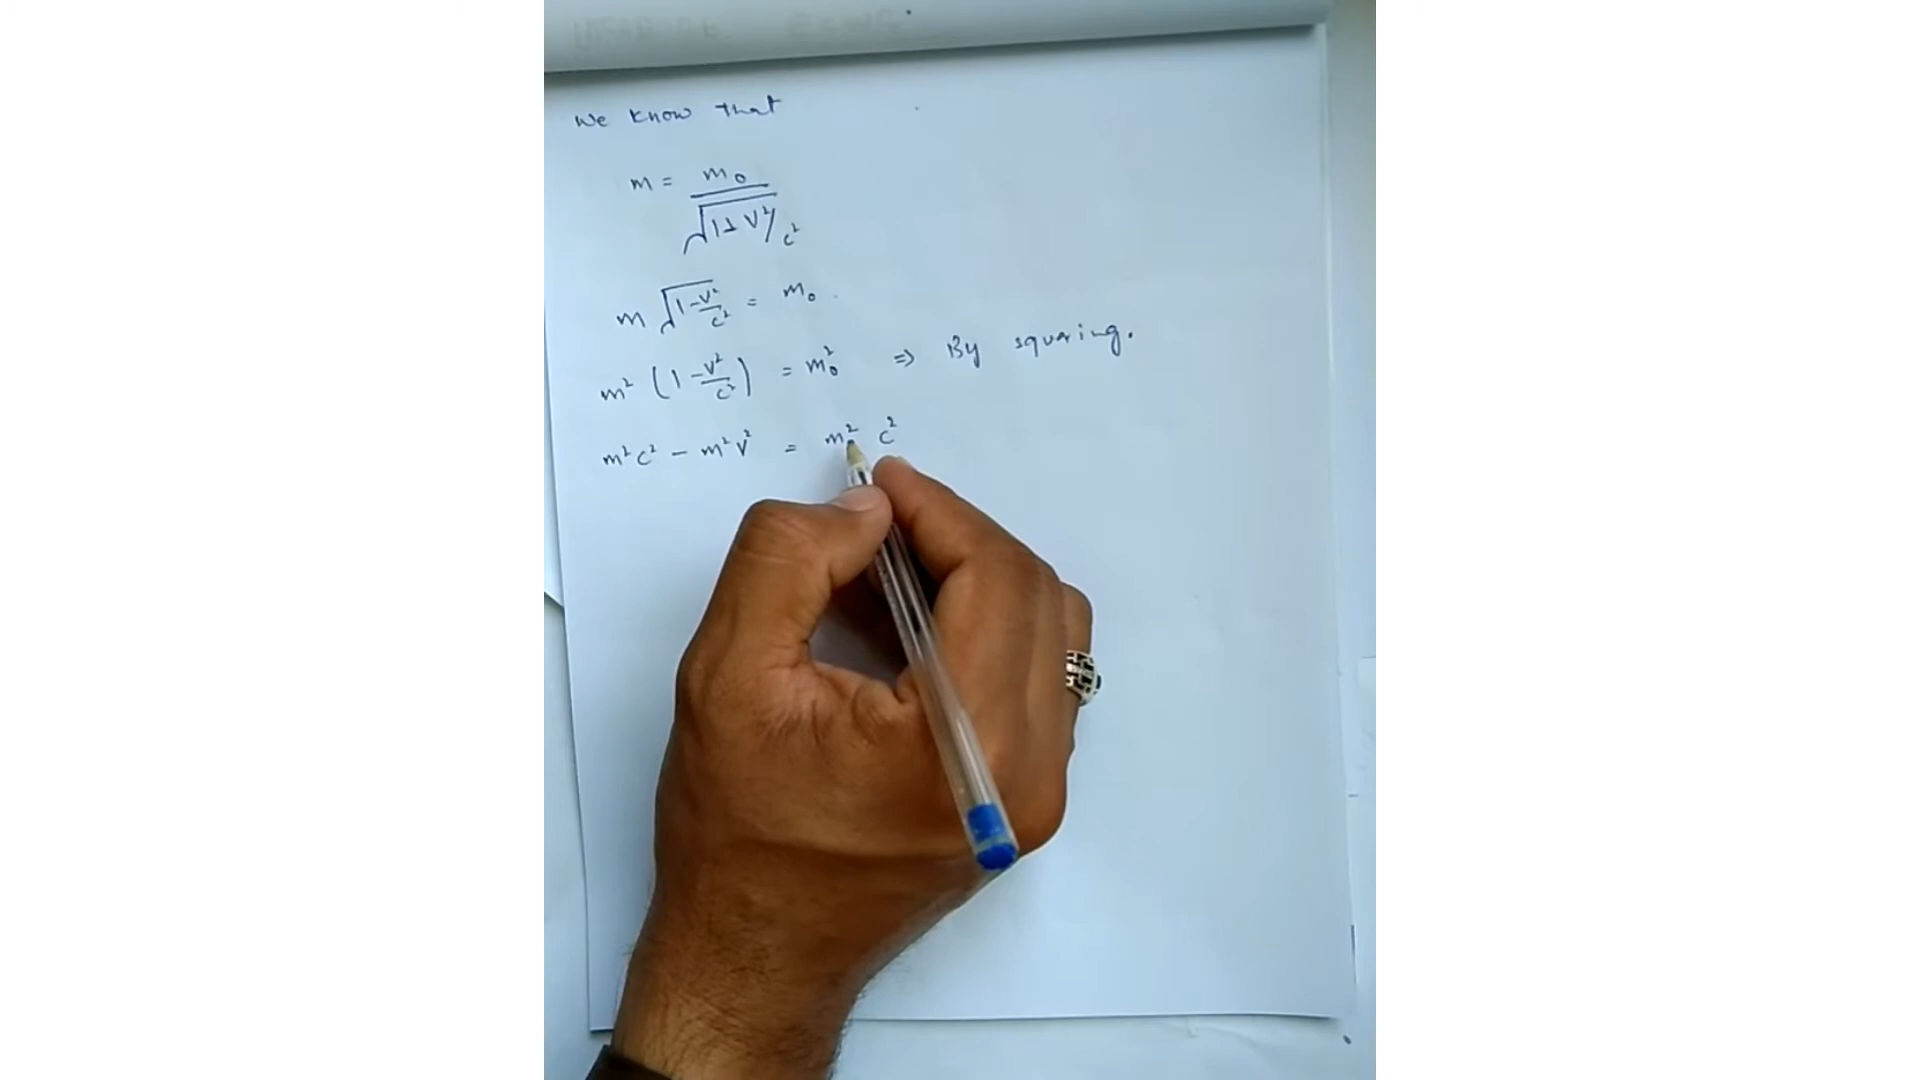 We know that
m = m₀ / √1-V²/c²
m √1-V²/c² = m₀.
m² (1-V²/c²) = m₀² ⇒ By squaring.
m²c² - m²V² = m₀² c²